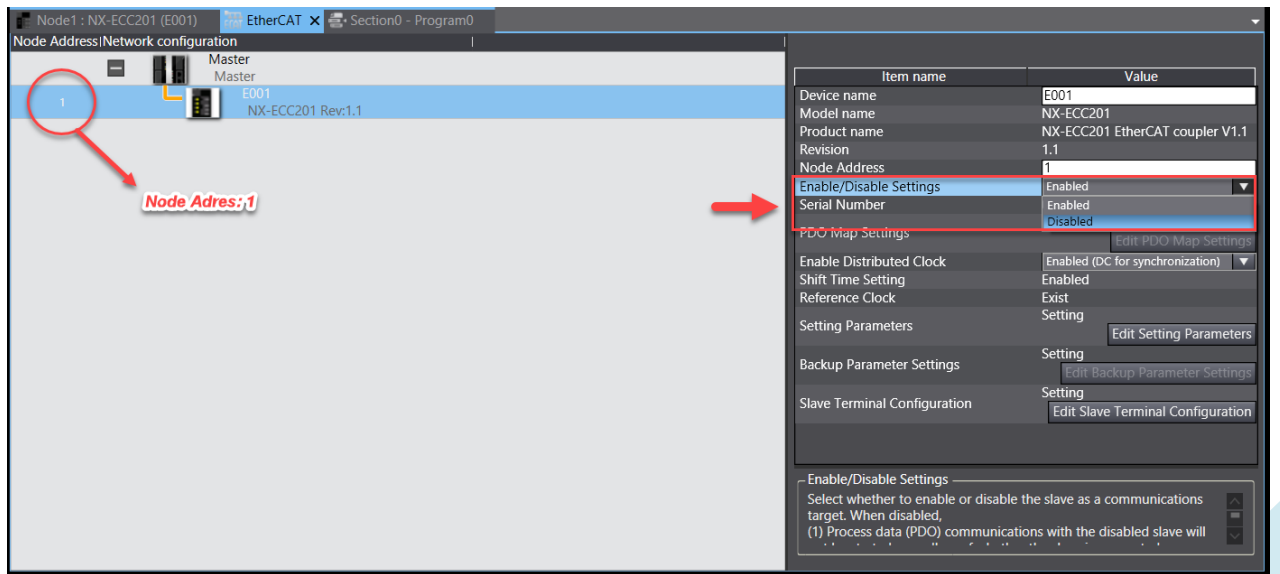 Node1 : NX-ECC201 (E001) EtherCAT Section0 - Program0
Node Address Network configuration
Master
Master
1
E001
NX-ECC201 Rev:1.1
Node Adres: 1
Item name Value
Device name E001
Model name NX-ECC201
Product name NX-ECC201 EtherCAT coupler V1.1
Revision 1.1
Node Address 1
Enable/Disable Settings Enabled
Serial Number Enabled
Disabled
PDO Map Settings
Edit PDO Map Settings
Enable Distributed Clock Enabled (DC for synchronization)
Shift Time Setting Enabled
Reference Clock Exist
Setting Parameters Setting
Edit Setting Parameters
Backup Parameter Settings Setting
Edit Backup Parameter Settings
Slave Terminal Configuration Setting
Edit Slave Terminal Configuration
Enable/Disable Settings
Select whether to enable or disable the slave as a communications
target. When disabled,
(1) Process data (PDO) communications with the disabled slave will